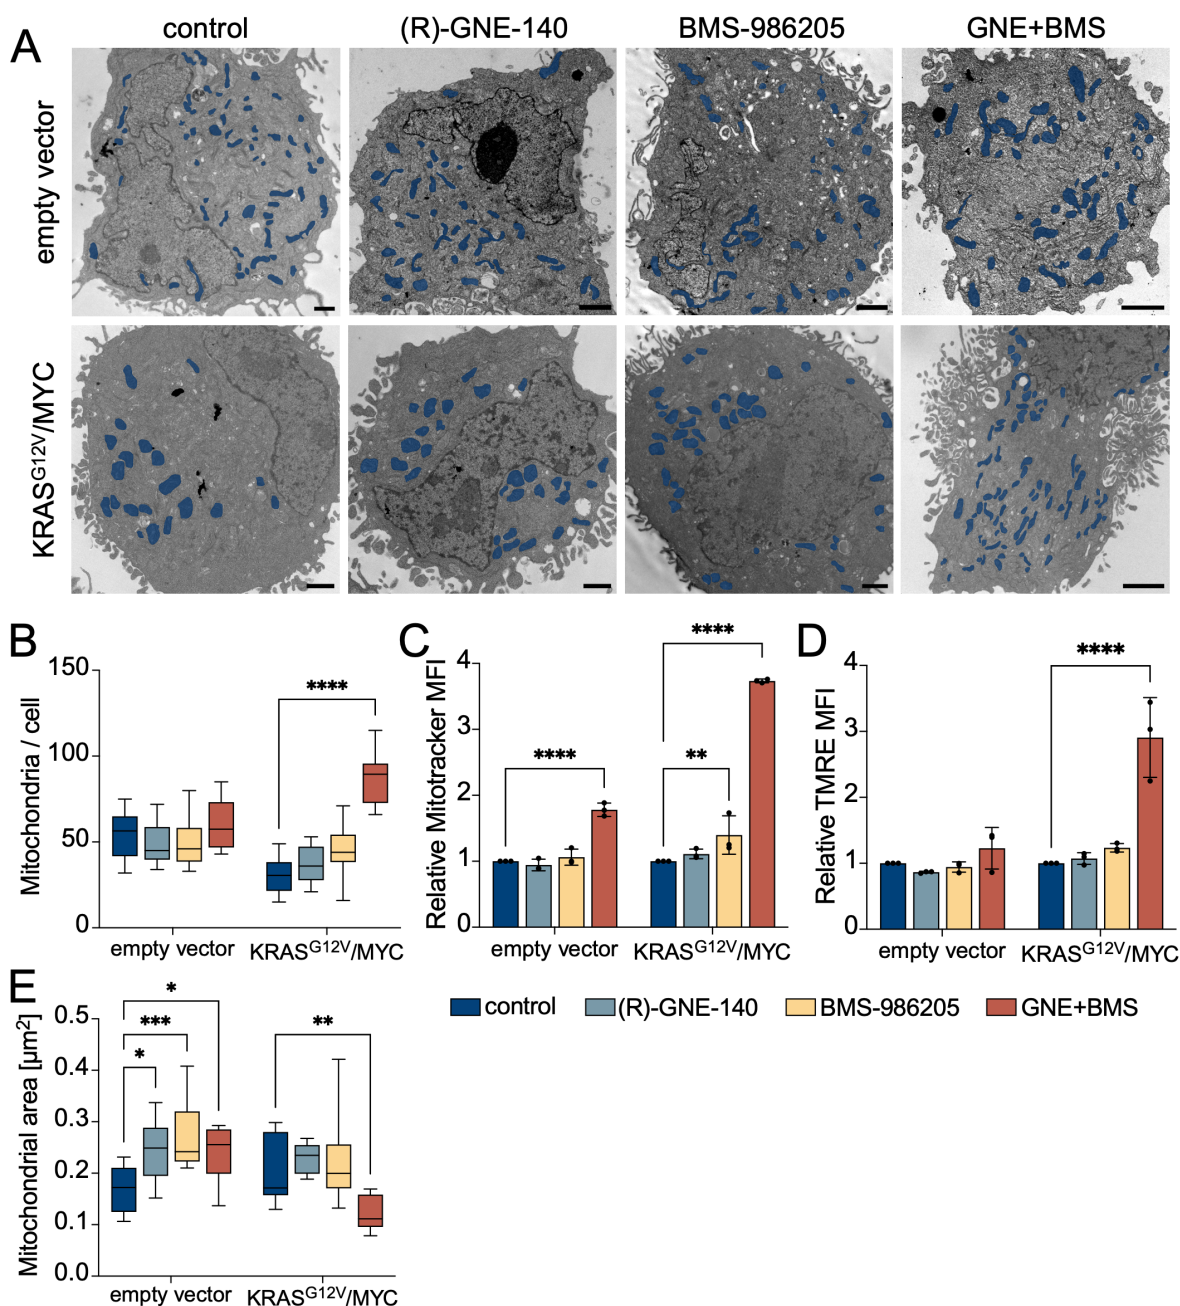 A
control
(R)-GNE-140
BMS-986205
GNE+BMS
empty vector
KRASG12V/MYC
B
Mitochondria / cell
150
100
50
0
****
empty vector
KRASG12V/MYC
C
Relative Mitotracker MFI
4
3
2
1
0
****
**
****
empty vector
KRASG12V/MYC
D
Relative TMRE MFI
4
3
2
1
0
****
empty vector
KRASG12V/MYC
E
Mitochondrial area [µm2]
0.5
0.4
0.3
0.2
0.1
0.0
*
***
*
**
empty vector
KRASG12V/MYC
control
(R)-GNE-140
BMS-986205
GNE+BMS